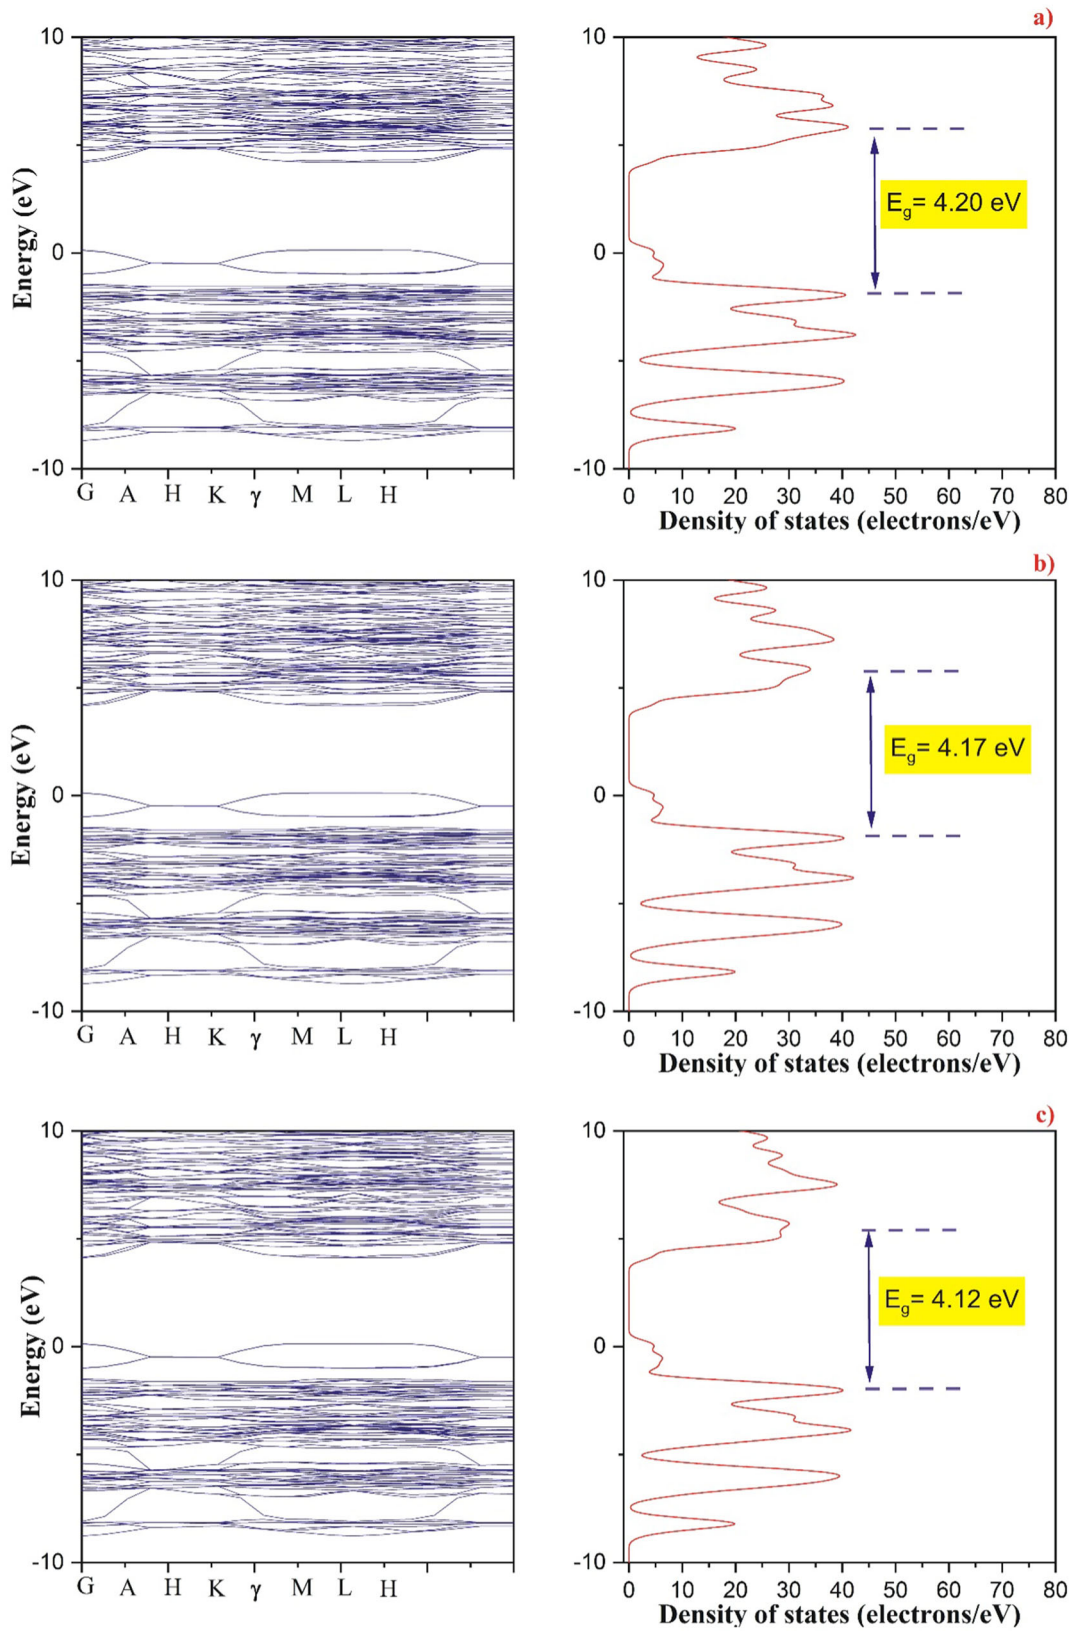 a)
10
0
-10
Energy (eV)
G A H K γ M L H
10
0
-10
0 10 20 30 40 50 60 70 80
Density of states (electrons/eV)
Eg= 4.20 eV
b)
10
0
-10
Energy (eV)
G A H K γ M L H
10
0
-10
0 10 20 30 40 50 60 70 80
Density of states (electrons/eV)
Eg= 4.17 eV
c)
10
0
-10
Energy (eV)
G A H K γ M L H
10
0
-10
0 10 20 30 40 50 60 70 80
Density of states (electrons/eV)
Eg= 4.12 eV